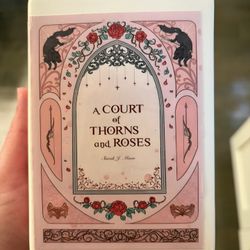 A COURT
of
THORNS
and ROSES
Sarah J. Maas